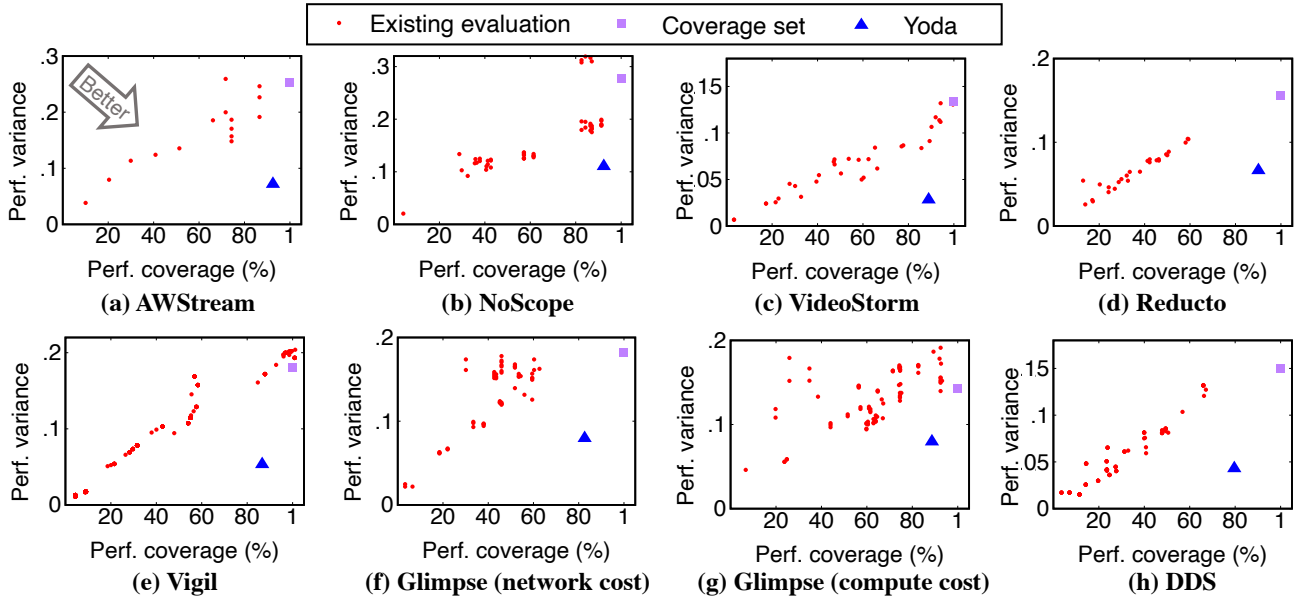 Existing evaluation Coverage set Yoda
Better
Perf. variance
.3
.2
.1
0
20 40 60 80 1
Perf. coverage (%)
(a) AWStream
Perf. variance
.3
.2
.1
0
20 40 60 80 1
Perf. coverage (%)
(b) NoScope
Perf. variance
.15
.1
.05
0
20 40 60 80 1
Perf. coverage (%)
(c) VideoStorm
Perf. variance
.2
.1
0
20 40 60 80 1
Perf. coverage (%)
(d) Reducto
Perf. variance
.2
.1
0
20 40 60 80 1
Perf. coverage (%)
(e) Vigil
Perf. variance
.2
.1
0
20 40 60 80 1
Perf. coverage (%)
(f) Glimpse (network cost)
Perf. variance
.2
.1
0
20 40 60 80 1
Perf. coverage (%)
(g) Glimpse (compute cost)
Perf. variance
.15
.1
.05
0
20 40 60 80 1
Perf. coverage (%)
(h) DDS